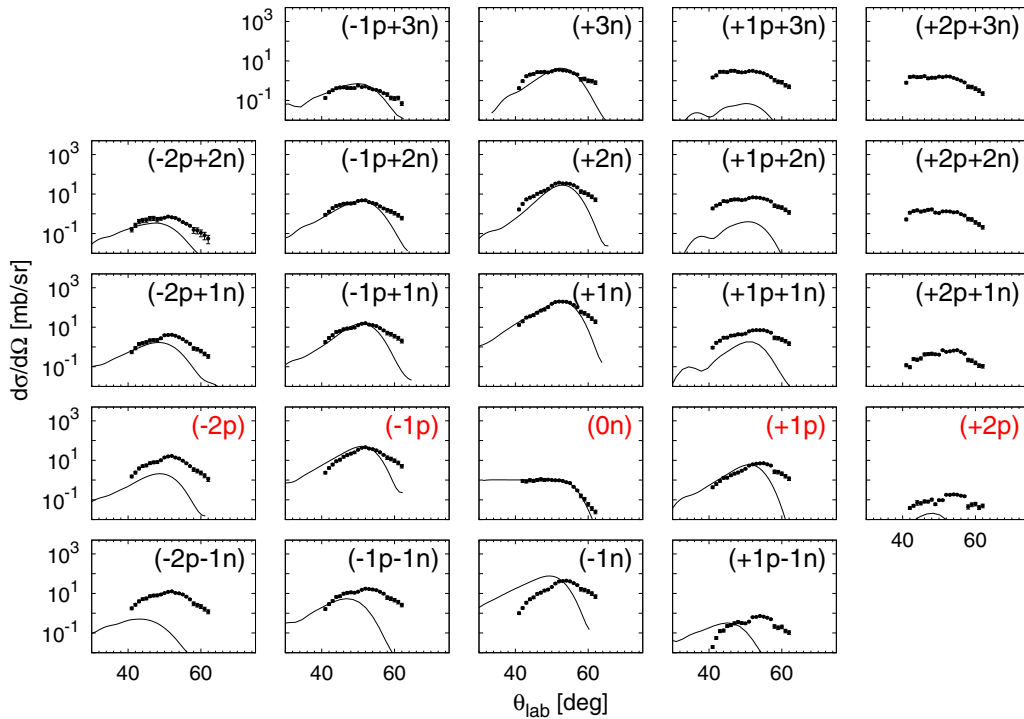 10³ 10¹ 10⁻¹ (-1p+3n) (+3n) (+1p+3n) (+2p+3n)
10³ 10¹ 10⁻¹ (-2p+2n) (-1p+2n) (+2n) (+1p+2n) (+2p+2n)
10³ 10¹ 10⁻¹ (-2p+1n) (-1p+1n) (+1n) (+1p+1n) (+2p+1n)
dσ/dΩ [mb/sr]
10³ 10¹ 10⁻¹ (-2p) (-1p) (0n) (+1p) (+2p)
40 60
10³ 10¹ 10⁻¹ (-2p-1n) (-1p-1n) (-1n) (+1p-1n)
40 60 40 60 40 60 40 60
θlab [deg]